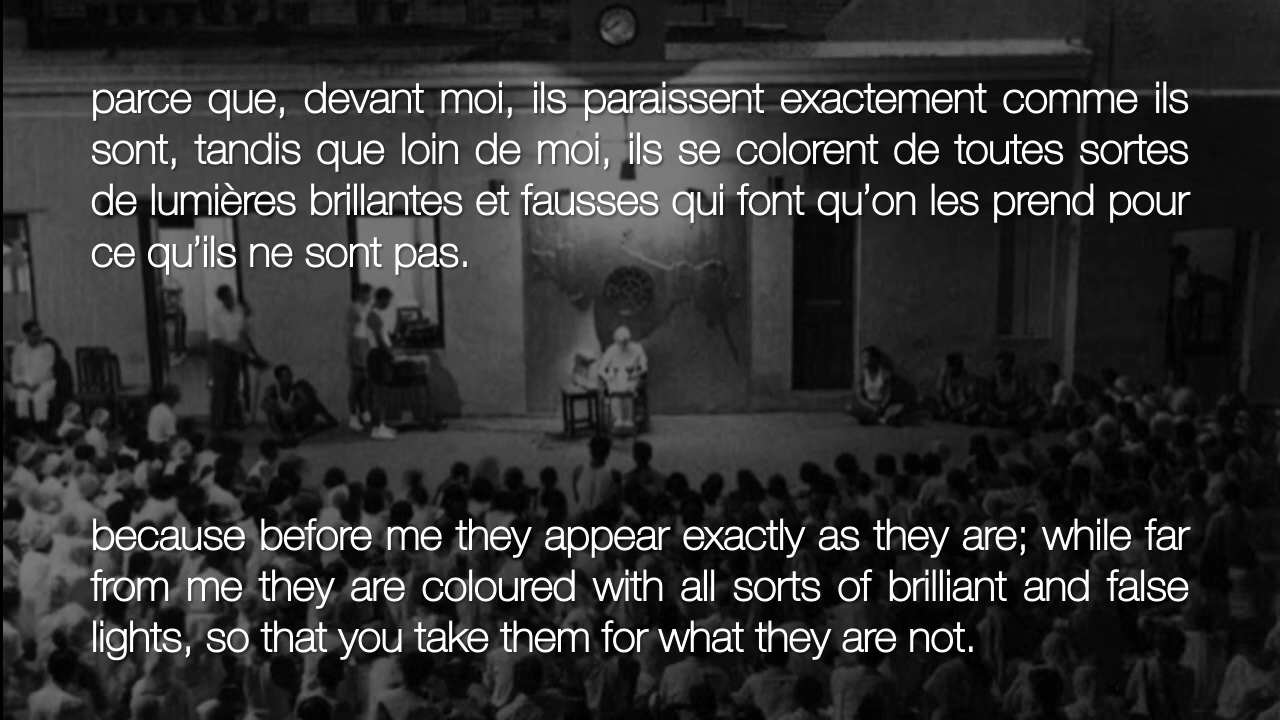 parce que, devant moi, ils paraissent exactement comme ils
sont, tandis que loin de moi, ils se colorent de toutes sortes
de lumières brillantes et fausses qui font qu’on les prend pour
ce qu’ils ne sont pas.
because before me they appear exactly as they are; while far
from me they are coloured with all sorts of brilliant and false
lights, so that you take them for what they are not.